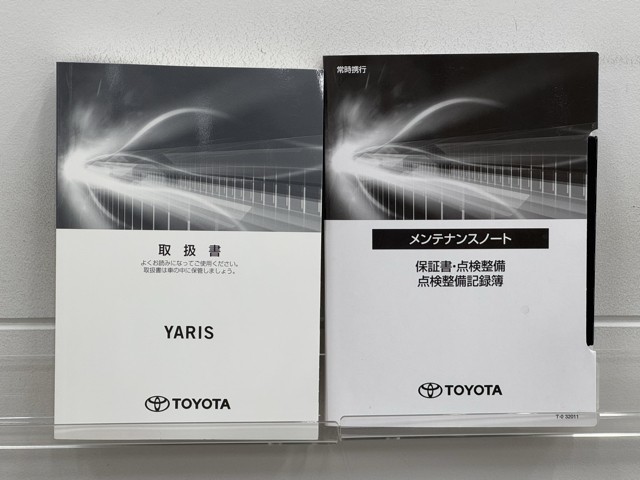 取扱書
よくお読みになってご使用ください。
取扱書は車の中に保管しましょう。
YARIS
TOYOTA
常時携行
メンテナンスノート
保証書・点検整備
点検整備記録簿
TOYOTA
T-0 32011